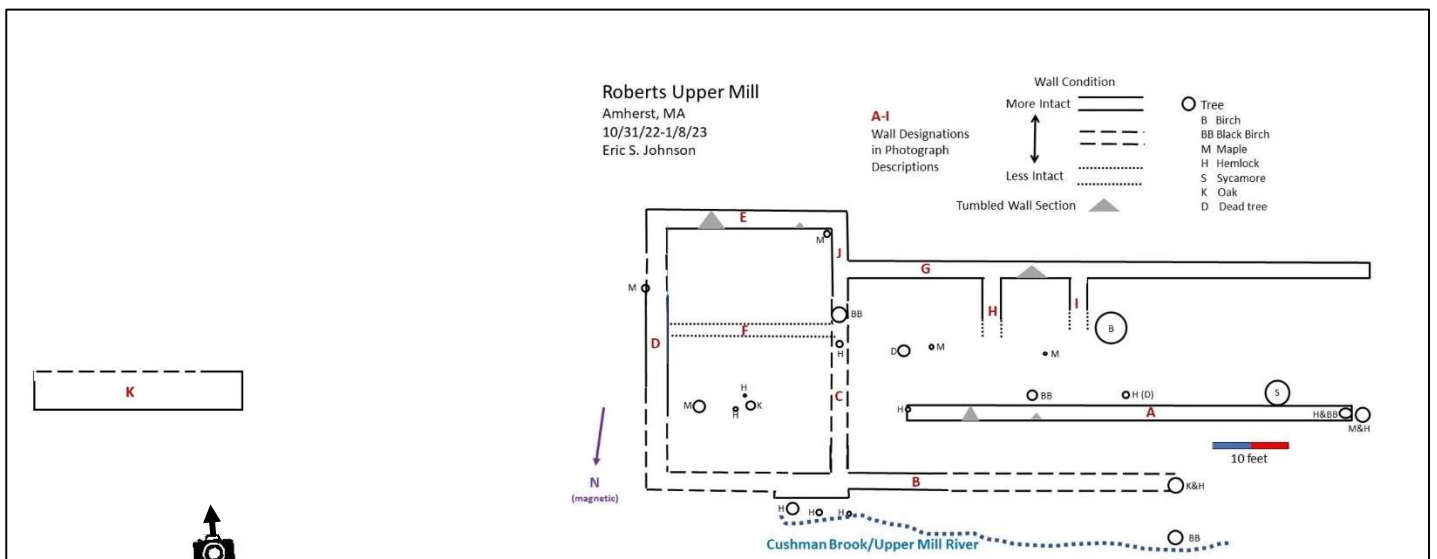 Roberts Upper Mill
Amherst, MA
10/31/22-1/8/23
Eric S. Johnson
A-I
Wall Designations
in Photograph
Descriptions
Wall Condition
More Intact
Less Intact
Tumbled Wall Section
Tree
B Birch
BB Black Birch
M Maple
H Hemlock
S Sycamore
K Oak
D Dead tree
E
M
J
G
M
H
I
BB
B
F
D
H
D
M
M
K
H
M
K
H
C
BB
H (D)
S
H
A
H&BB
M&H
10 feet
N
(magnetic)
B
K&H
H
H
H
Cushman Brook/Upper Mill River
BB